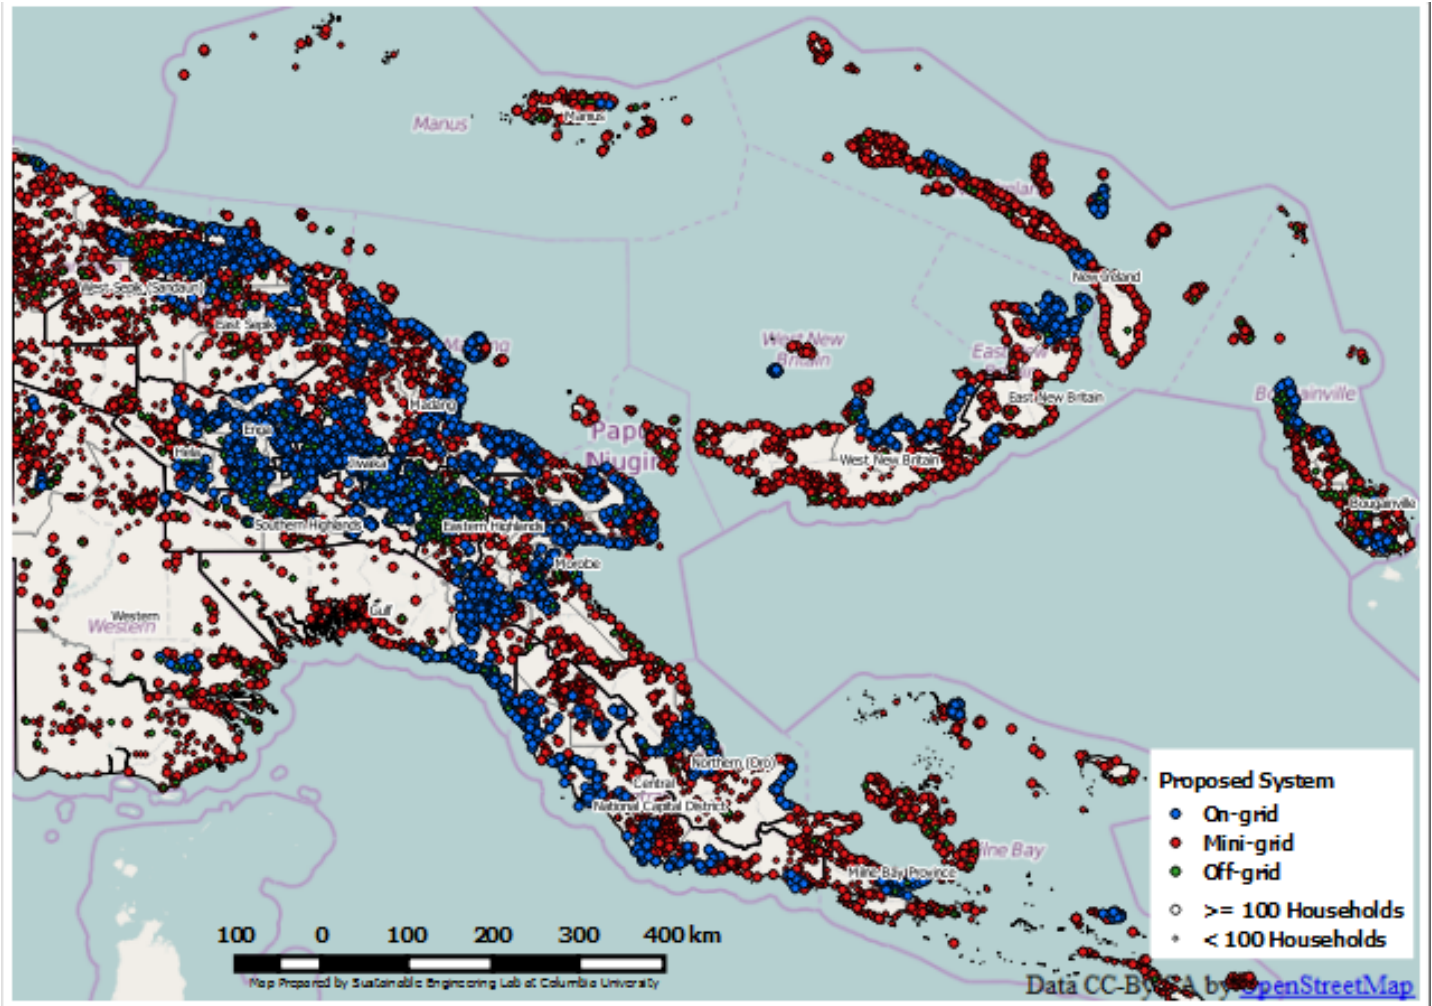 Manus
Manus
New Ireland
West Sepik (Sandaun)
East Sepik
West New
Britain
East New
Madang
East New Britain
Bougainville
Enga
Hela
Jiwaka
West New Britain
Bougainville
Southern Highlands
Eastern Highlands
Morobe
Gulf
Western
Western
Northern (Oro)
Central
National Capital District
Milne Bay Province
Proposed System
On-grid
Mini-grid
Off-grid
>= 100 Households
< 100 Households
100 0 100 200 300 400 km
Map Prepared by Sustainable Engineering Lab at Columbia University
Data CC-By-SA by OpenStreetMap